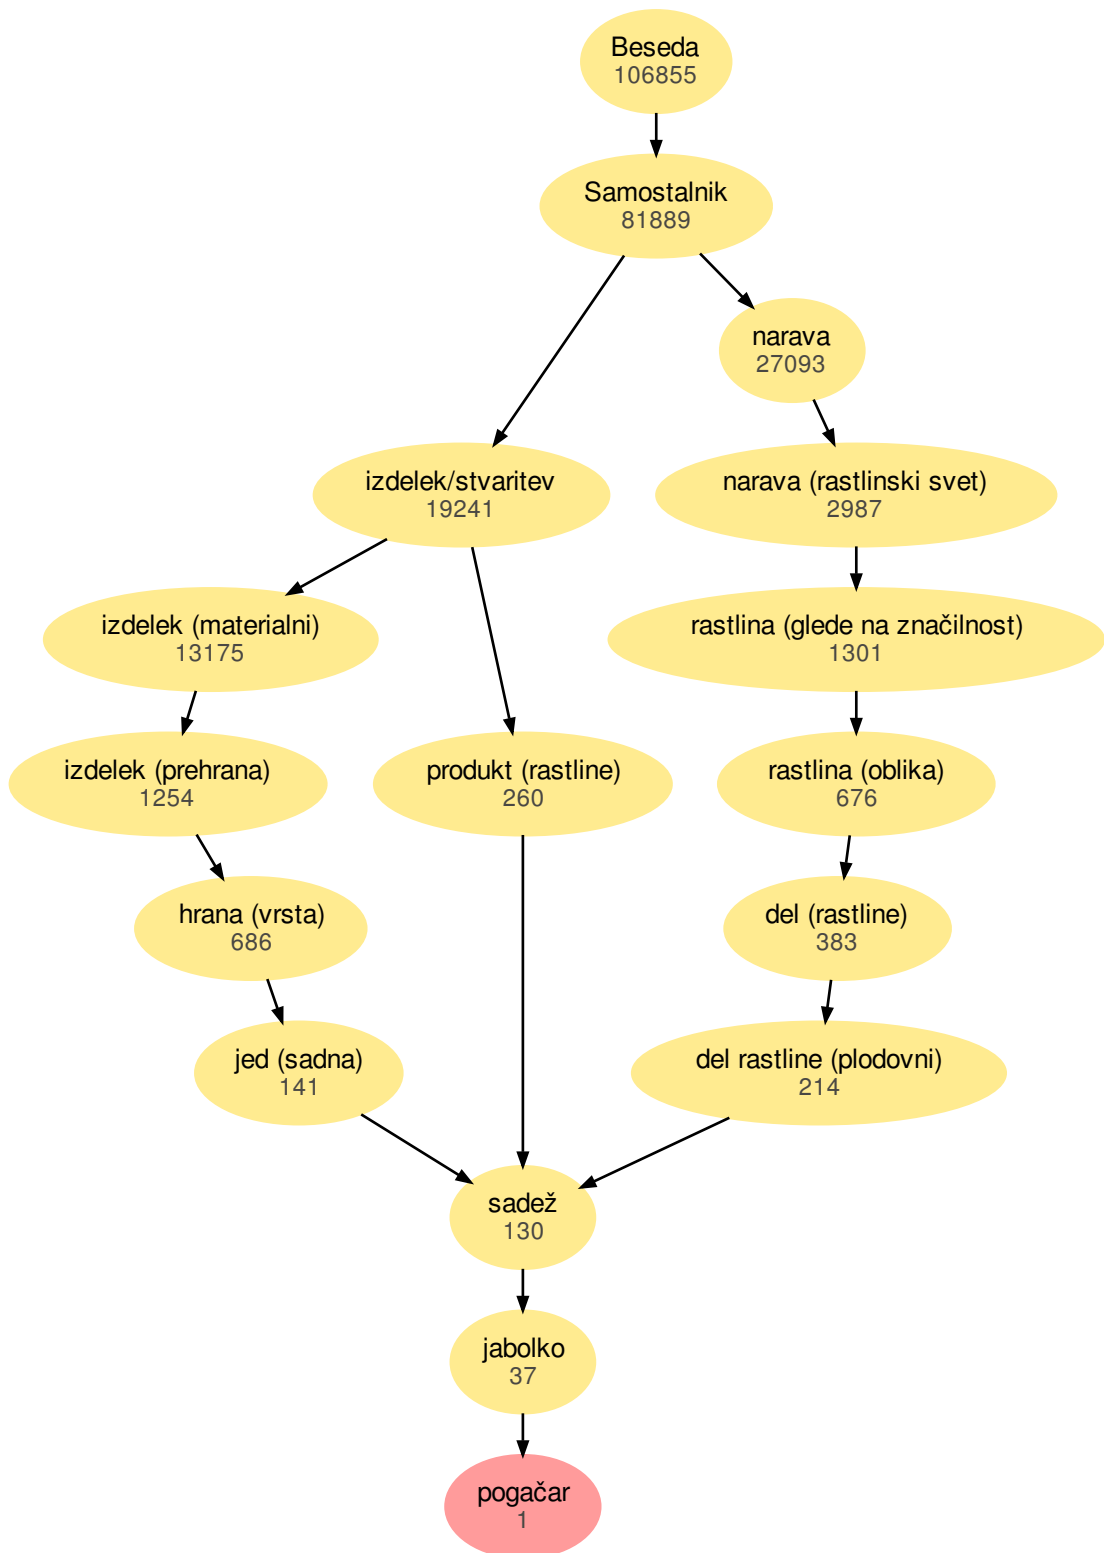 Beseda
106855
Samostalnik
81889
narava
27093
izdelek/stvaritev
19241
narava (rastlinski svet)
2987
izdelek (materialni)
13175
rastlina (glede na značilnost)
1301
izdelek (prehrana)
1254
produkt (rastline)
260
rastlina (oblika)
676
hrana (vrsta)
686
del (rastline)
383
jed (sadna)
141
del rastline (plodovni)
214
sadež
130
jabolko
37
pogačar
1